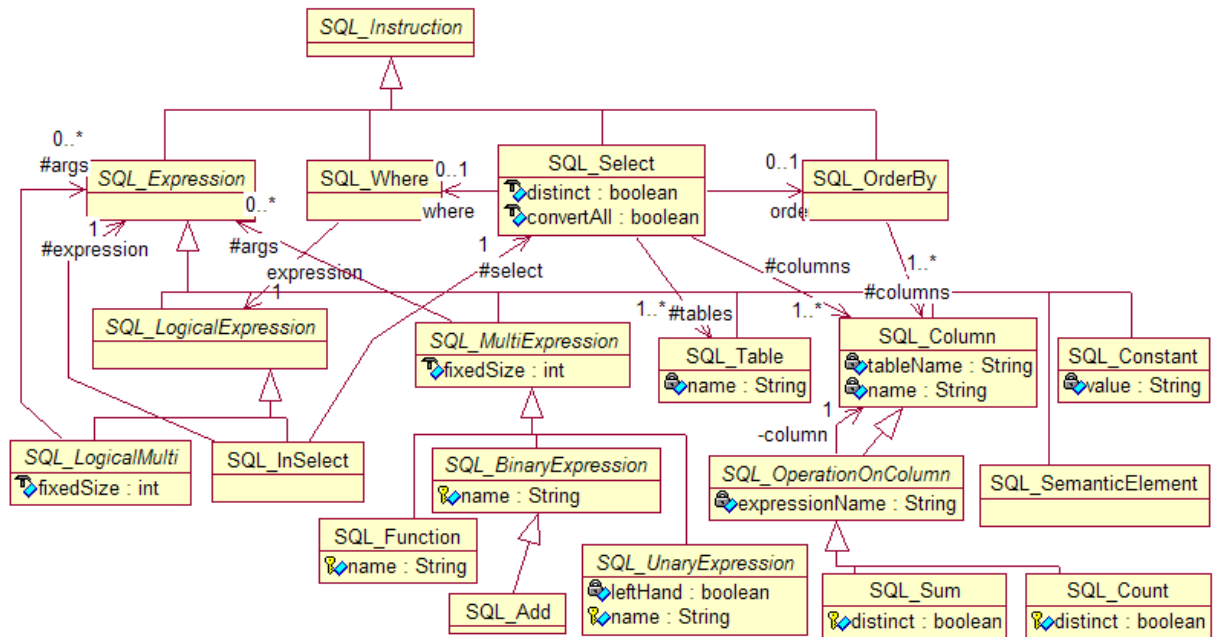 SQL_Instruction
0..*
#args
SQL_Expression
0..*
1
#expression
#args
SQL_Where
0..1
where
expression
1
SQL_Select
distinct : boolean
convertAll : boolean
1
#select
0..1
orde
SQL_OrderBy
#columns
1..*
1..*
#columns
1..*
#tables
SQL_LogicalExpression
SQL_MultiExpression
fixedSize : int
SQL_Table
name : String
SQL_Column
tableName : String
name : String
SQL_Constant
value : String
1
-column
SQL_LogicalMulti
fixedSize : int
SQL_InSelect
SQL_BinaryExpression
name : String
SQL_OperationOnColumn
expressionName : String
SQL_SemanticElement
SQL_Function
name : String
SQL_Add
SQL_UnaryExpression
leftHand : boolean
name : String
SQL_Sum
distinct : boolean
SQL_Count
distinct : boolean